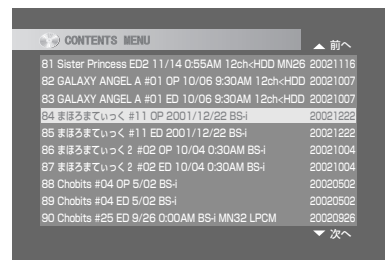 CONTENTS MENU
▲ 前へ
81 Sister Princess ED2 11/14 0:55AM 12ch<HDD MN26 20021116
82 GALAXY ANGEL A #01 OP 10/06 9:30AM 12ch<HDD 20021007
83 GALAXY ANGEL A #01 ED 10/06 9:30AM 12ch<HDD 20021007
84 まほろまてぃっく #11 OP 2001/12/22 BS-i 20021222
85 まほろまてぃっく #11 ED 2001/12/22 BS-i 20021222
86 まほろまてぃっく2 #02 OP 10/04 0:30AM BS-i 20021004
87 まほろまてぃっく2 #02 ED 10/04 0:30AM BS-i 20021004
88 Chobits #04 OP 5/02 BS-i 20020502
89 Chobits #04 ED 5/02 BS-i 20020502
90 Chobits #25 ED 9/26 0:00AM BS-i MN32 LPCM 20020926
▼ 次へ